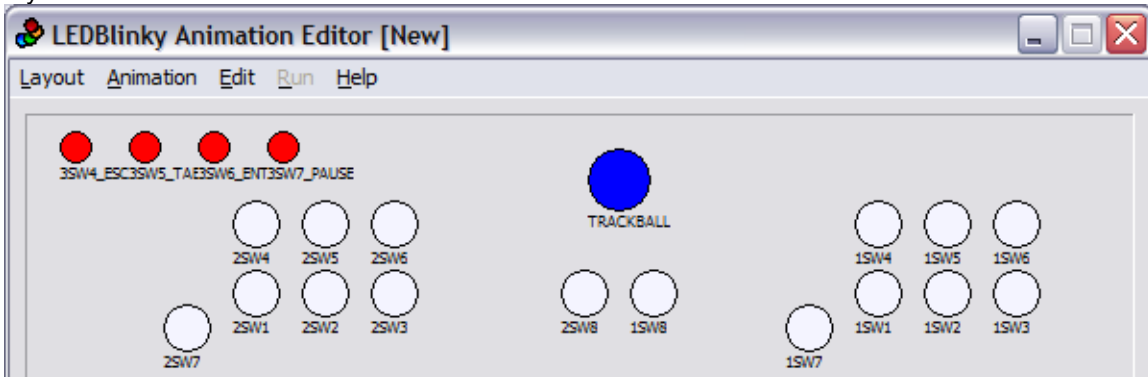 LEDBlinky Animation Editor [New]
Layout Animation Edit Run Help
3SW4_ESC3SW5_TAE3SW6_ENT3SW7_PAUSE
TRACKBALL
2SW4 2SW5 2SW6
1SW4 1SW5 1SW6
2SW1 2SW2 2SW3
2SW8 1SW8
1SW1 1SW2 1SW3
2SW7
1SW7